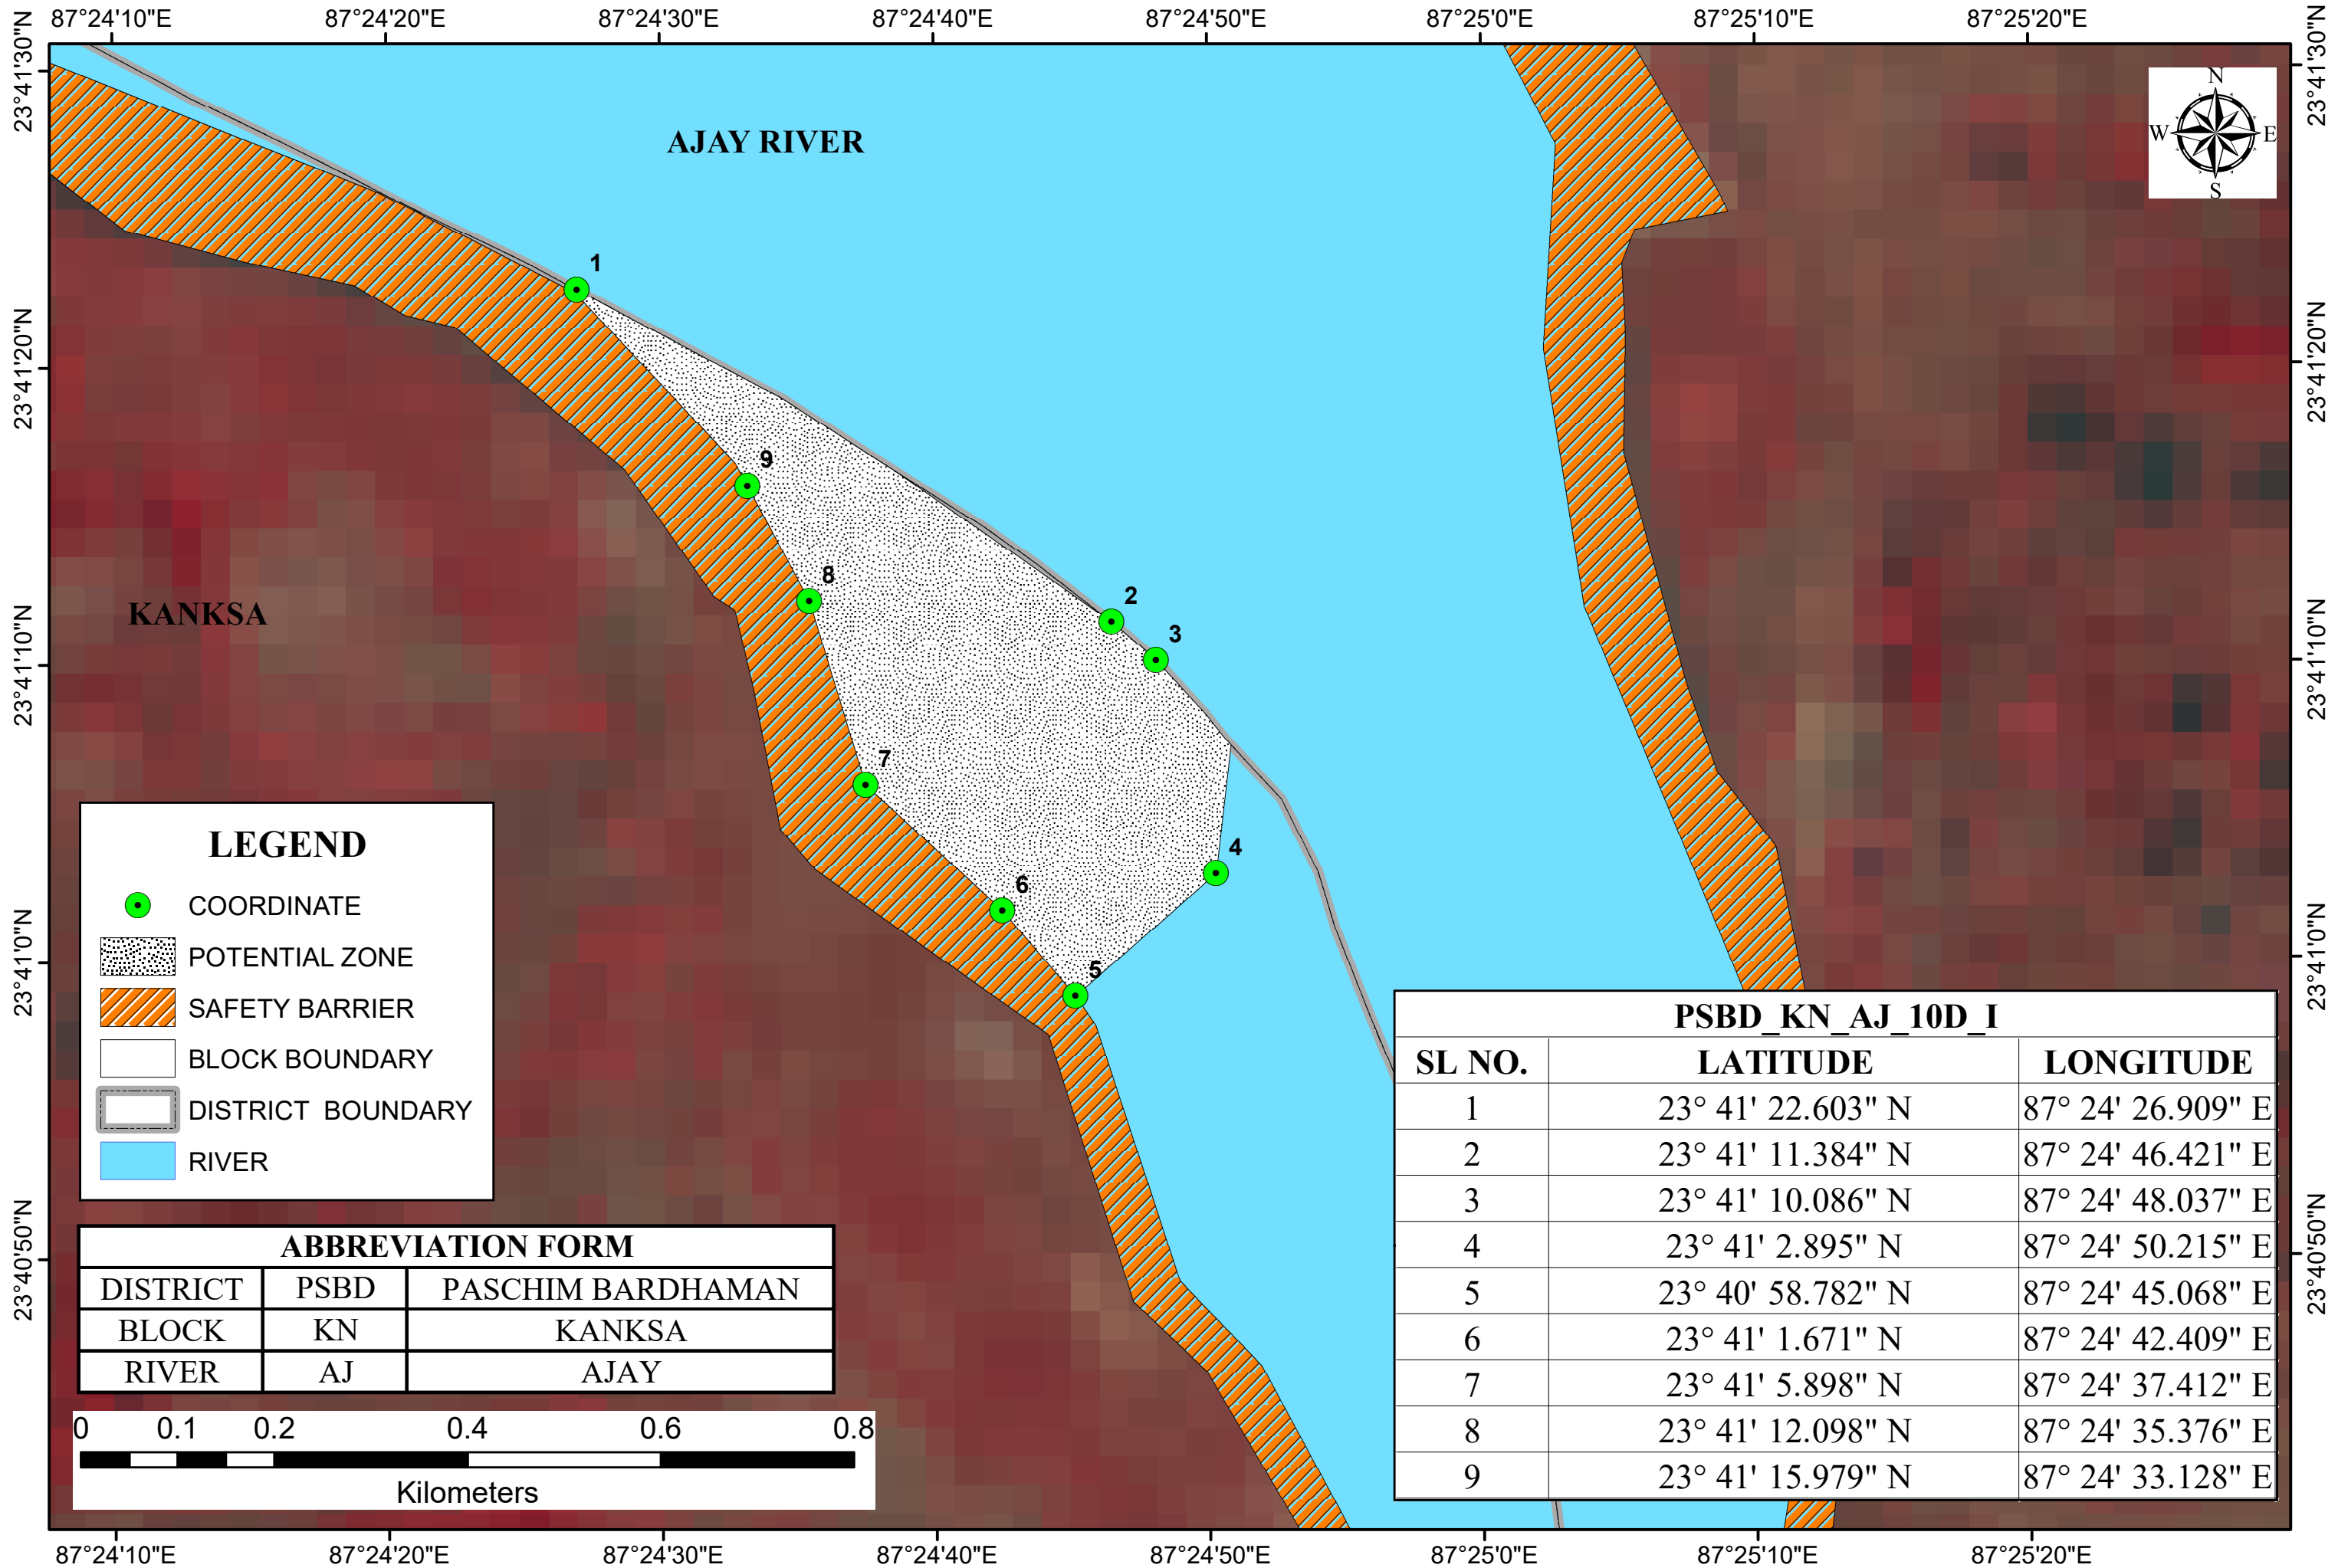 87°24'10"E 87°24'20"E 87°24'30"E 87°24'40"E 87°24'50"E 87°25'0"E 87°25'10"E 87°25'20"E
23°41'30"N 23°41'30"N
N
W E
S
AJAY RIVER
1
23°41'20"N 23°41'20"N
9
8
2
KANKSA
3
23°41'10"N 23°41'10"N
7
4
6
5
23°41'0"N 23°41'0"N
LEGEND
COORDINATE
POTENTIAL ZONE
SAFETY BARRIER
BLOCK BOUNDARY
DISTRICT BOUNDARY
RIVER
PSBD_KN_AJ_10D_I
SL NO. LATITUDE LONGITUDE
1 23° 41' 22.603" N 87° 24' 26.909" E
2 23° 41' 11.384" N 87° 24' 46.421" E
3 23° 41' 10.086" N 87° 24' 48.037" E
4 23° 41' 2.895" N 87° 24' 50.215" E
5 23° 40' 58.782" N 87° 24' 45.068" E
6 23° 41' 1.671" N 87° 24' 42.409" E
7 23° 41' 5.898" N 87° 24' 37.412" E
8 23° 41' 12.098" N 87° 24' 35.376" E
9 23° 41' 15.979" N 87° 24' 33.128" E
23°40'50"N 23°40'50"N
ABBREVIATION FORM
DISTRICT PSBD PASCHIM BARDHAMAN
BLOCK KN KANKSA
RIVER AJ AJAY
0 0.1 0.2 0.4 0.6 0.8
Kilometers
87°24'10"E 87°24'20"E 87°24'30"E 87°24'40"E 87°24'50"E 87°25'0"E 87°25'10"E 87°25'20"E